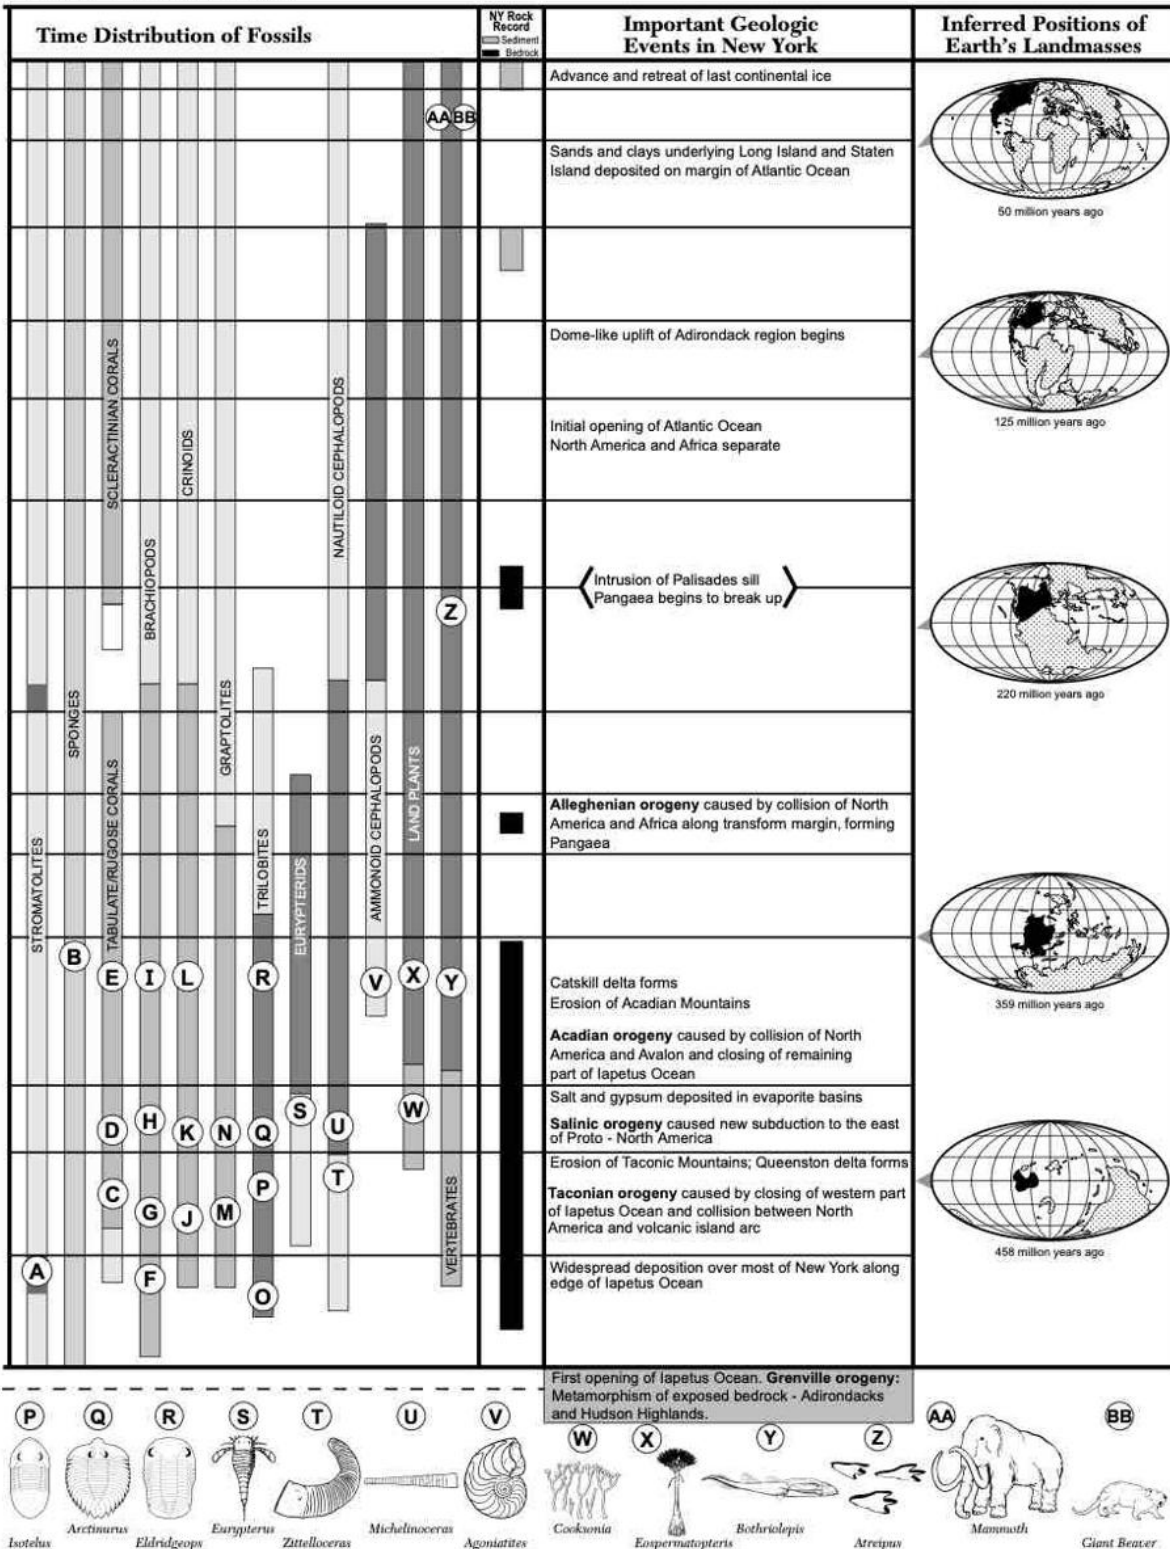 Time Distribution of Fossils
NY Rock
Record
Sediment
Bedrock
Important Geologic
Events in New York
Inferred Positions of
Earth's Landmasses
Advance and retreat of last continental ice
AA BB
Sands and clays underlying Long Island and Staten
Island deposited on margin of Atlantic Ocean
50 million years ago
Dome-like uplift of Adirondack region begins
125 million years ago
Initial opening of Atlantic Ocean
North America and Africa separate
Intrusion of Palisades sill
Pangaea begins to break up
Z
220 million years ago
STROMATOLITES
SPONGES
SCLERACTINIAN CORALS
TABULATE/RUGOSE CORALS
BRACHIOPODS
CRINOIDS
GRAPTOLITES
TRILOBITES
EURYPTERIDS
NAUTILOID CEPHALOPODS
AMMONOID CEPHALOPODS
LAND PLANTS
VERTEBRATES
Alleghenian orogeny caused by collision of North
America and Africa along transform margin, forming
Pangaea
B
E I L R V X Y
Catskill delta forms
Erosion of Acadian Mountains
359 million years ago
Acadian orogeny caused by collision of North
America and Avalon and closing of remaining
part of Iapetus Ocean
Salt and gypsum deposited in evaporite basins
D H K N Q S U W
Salinic orogeny caused new subduction to the east
of Proto - North America
Erosion of Taconic Mountains; Queenston delta forms
C G J M P T
Taconian orogeny caused by closing of western part
of Iapetus Ocean and collision between North
America and volcanic island arc
458 million years ago
A F O
Widespread deposition over most of New York along
edge of Iapetus Ocean
First opening of Iapetus Ocean. Grenville orogeny:
Metamorphism of exposed bedrock - Adirondacks
and Hudson Highlands.
P Q R S T U V W X Y Z AA BB
Isotelus
Arctinurus
Eldridgeops
Eurypterus
Zittelloceras
Michelinoceras
Agoniatites
Cooksonia
Eospermatopteris
Bothriolepis
Atreipus
Mammoth
Giant Beaver